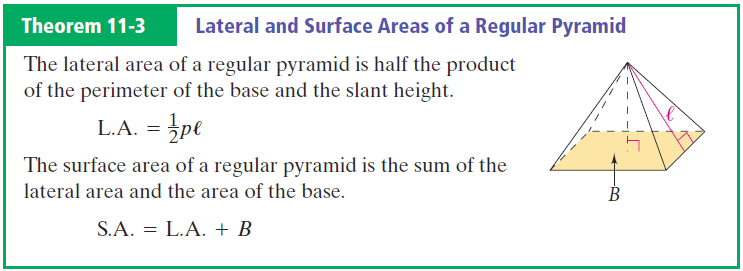 Theorem 11-3 Lateral and Surface Areas of a Regular Pyramid
The lateral area of a regular pyramid is half the product
of the perimeter of the base and the slant height.
L.A. = ½pℓ
ℓ
The surface area of a regular pyramid is the sum of the
lateral area and the area of the base.
B
S.A. = L.A. + B